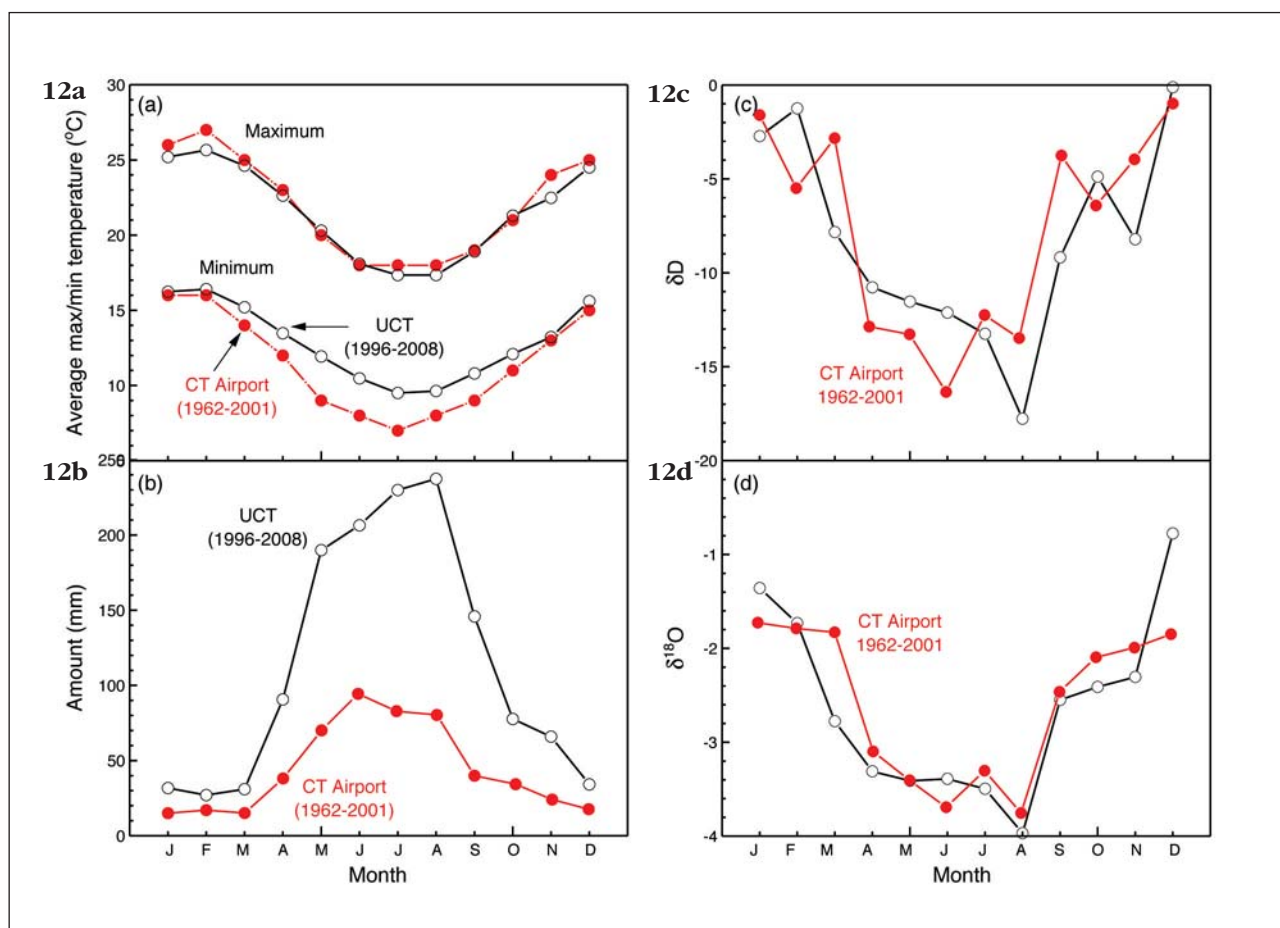 12a
(a)
30
25
20
15
10
Average max/min temperature (°C)
Maximum
Minimum
UCT
(1996-2008)
CT Airport
(1962-2001)
12b
(b)
250
200
150
100
50
0
Amount (mm)
UCT
(1996-2008)
CT Airport
(1962-2001)
J F M A M J J A S O N D
Month
12c
(c)
0
-5
-10
-15
-20
δD
CT Airport
1962-2001
12d
(d)
-1
-2
-3
-4
δ18O
CT Airport
1962-2001
J F M A M J J A S O N D
Month